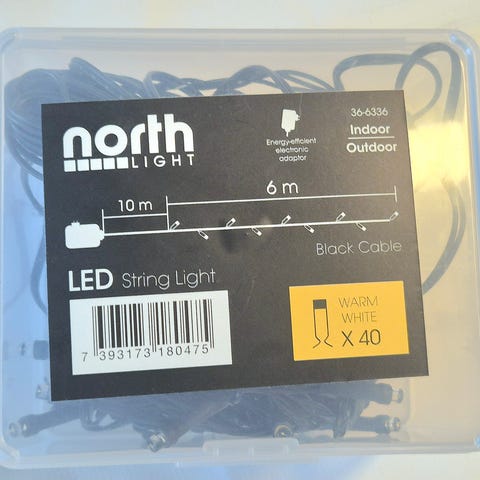 north
LIGHT
Energy-efficient
electronic
adaptor
36-6336
Indoor
Outdoor
10 m
6 m
Black Cable
LED String Light
7 393173 180475
WARM
WHITE
X 40